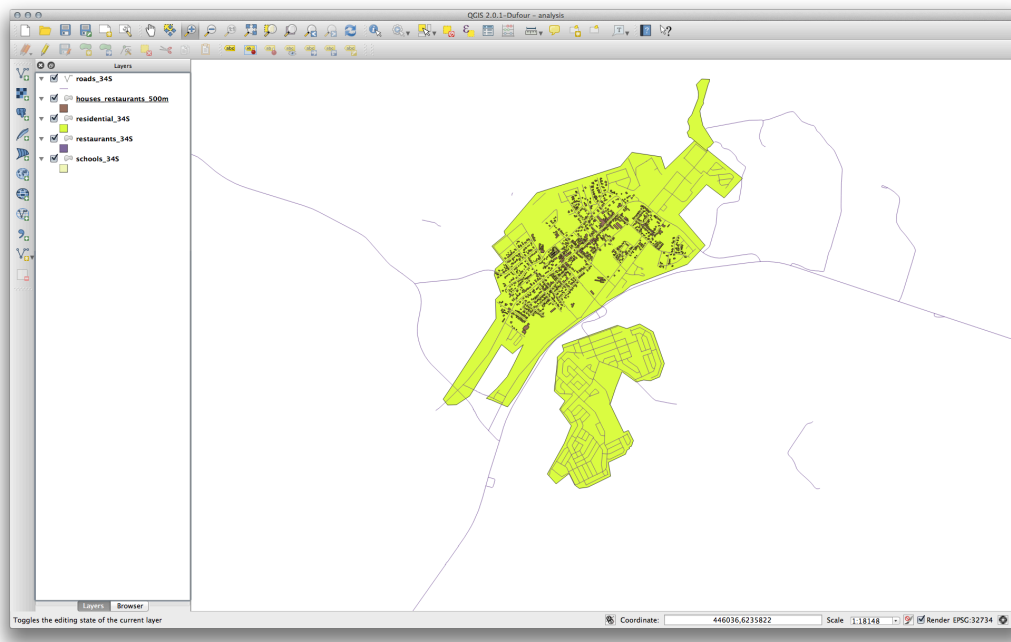 QGIS 2.0.1-Dufour - analysis
Layers
roads_34S
houses_restaurants_500m
residential_34S
restaurants_34S
schools_34S
Layers Browser
Toggles the editing state of the current layer
Coordinate: 446036,6235822 Scale 1:18148 Render EPSG:32734